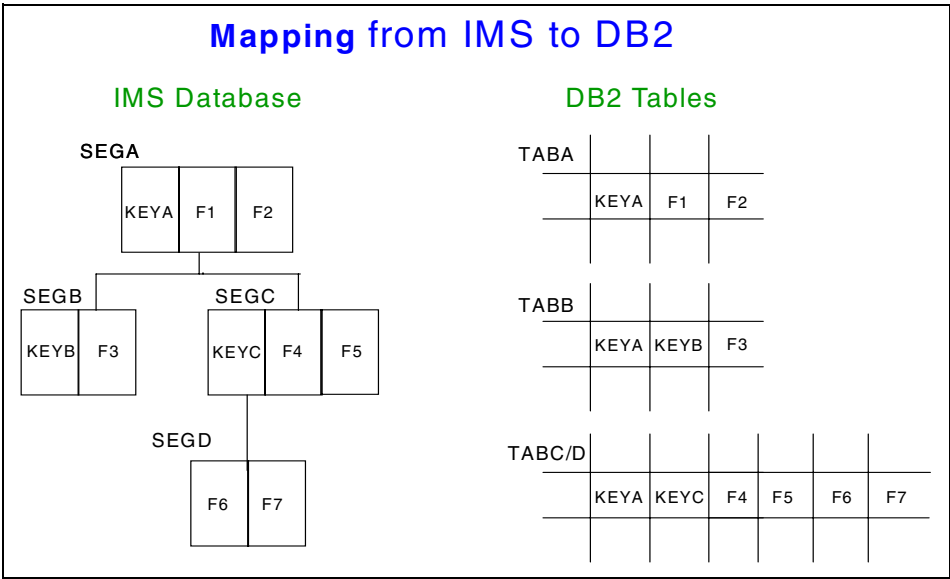 Mapping from IMS to DB2
IMS Database
DB2 Tables
SEGA
KEYA F1 F2
SEGB
KEYB F3
SEGC
KEYC F4 F5
SEGD
F6 F7
TABA
KEYA F1 F2
TABB
KEYA KEYB F3
TABC/D
KEYA KEYC F4 F5 F6 F7